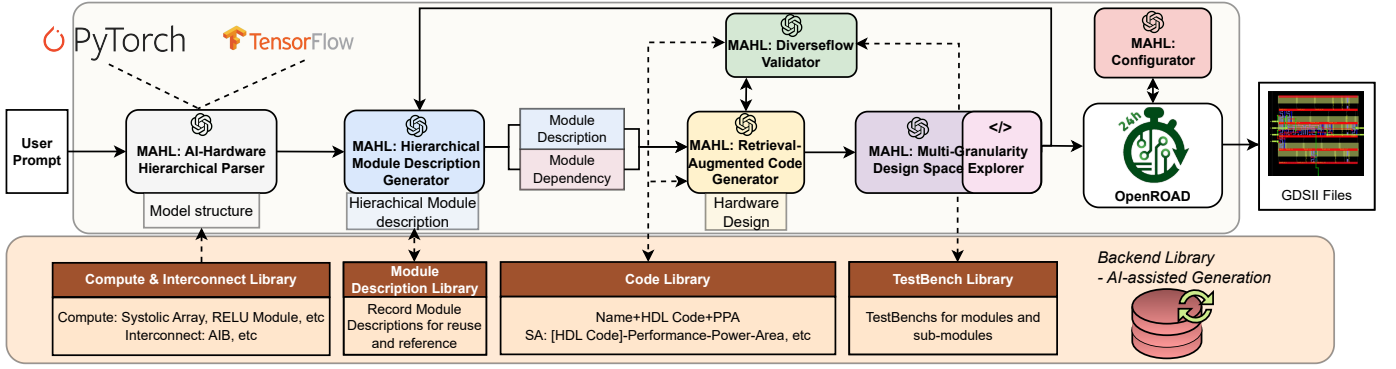 PyTorch
TensorFlow
User
Prompt
MAHL: AI-Hardware
Hierarchical Parser
Model structure
MAHL: Hierarchical
Module Description
Generator
Hierachical Module
description
Module
Description
Module
Dependency
MAHL: Diverseflow
Validator
MAHL: Retrieval-
Augmented Code
Generator
Hardware
Design
</>
MAHL: Multi-Granularity
Design Space Explorer
MAHL:
Configurator
24h
OpenROAD
GDSII Files
Compute & Interconnect Library
Compute: Systolic Array, RELU Module, etc
Interconnect: AIB, etc
Module
Description Library
Record Module
Descriptions for reuse
and reference
Code Library
Name+HDL Code+PPA
SA: [HDL Code]-Performance-Power-Area, etc
TestBench Library
TestBenchs for modules and
sub-modules
Backend Library
- AI-assisted Generation